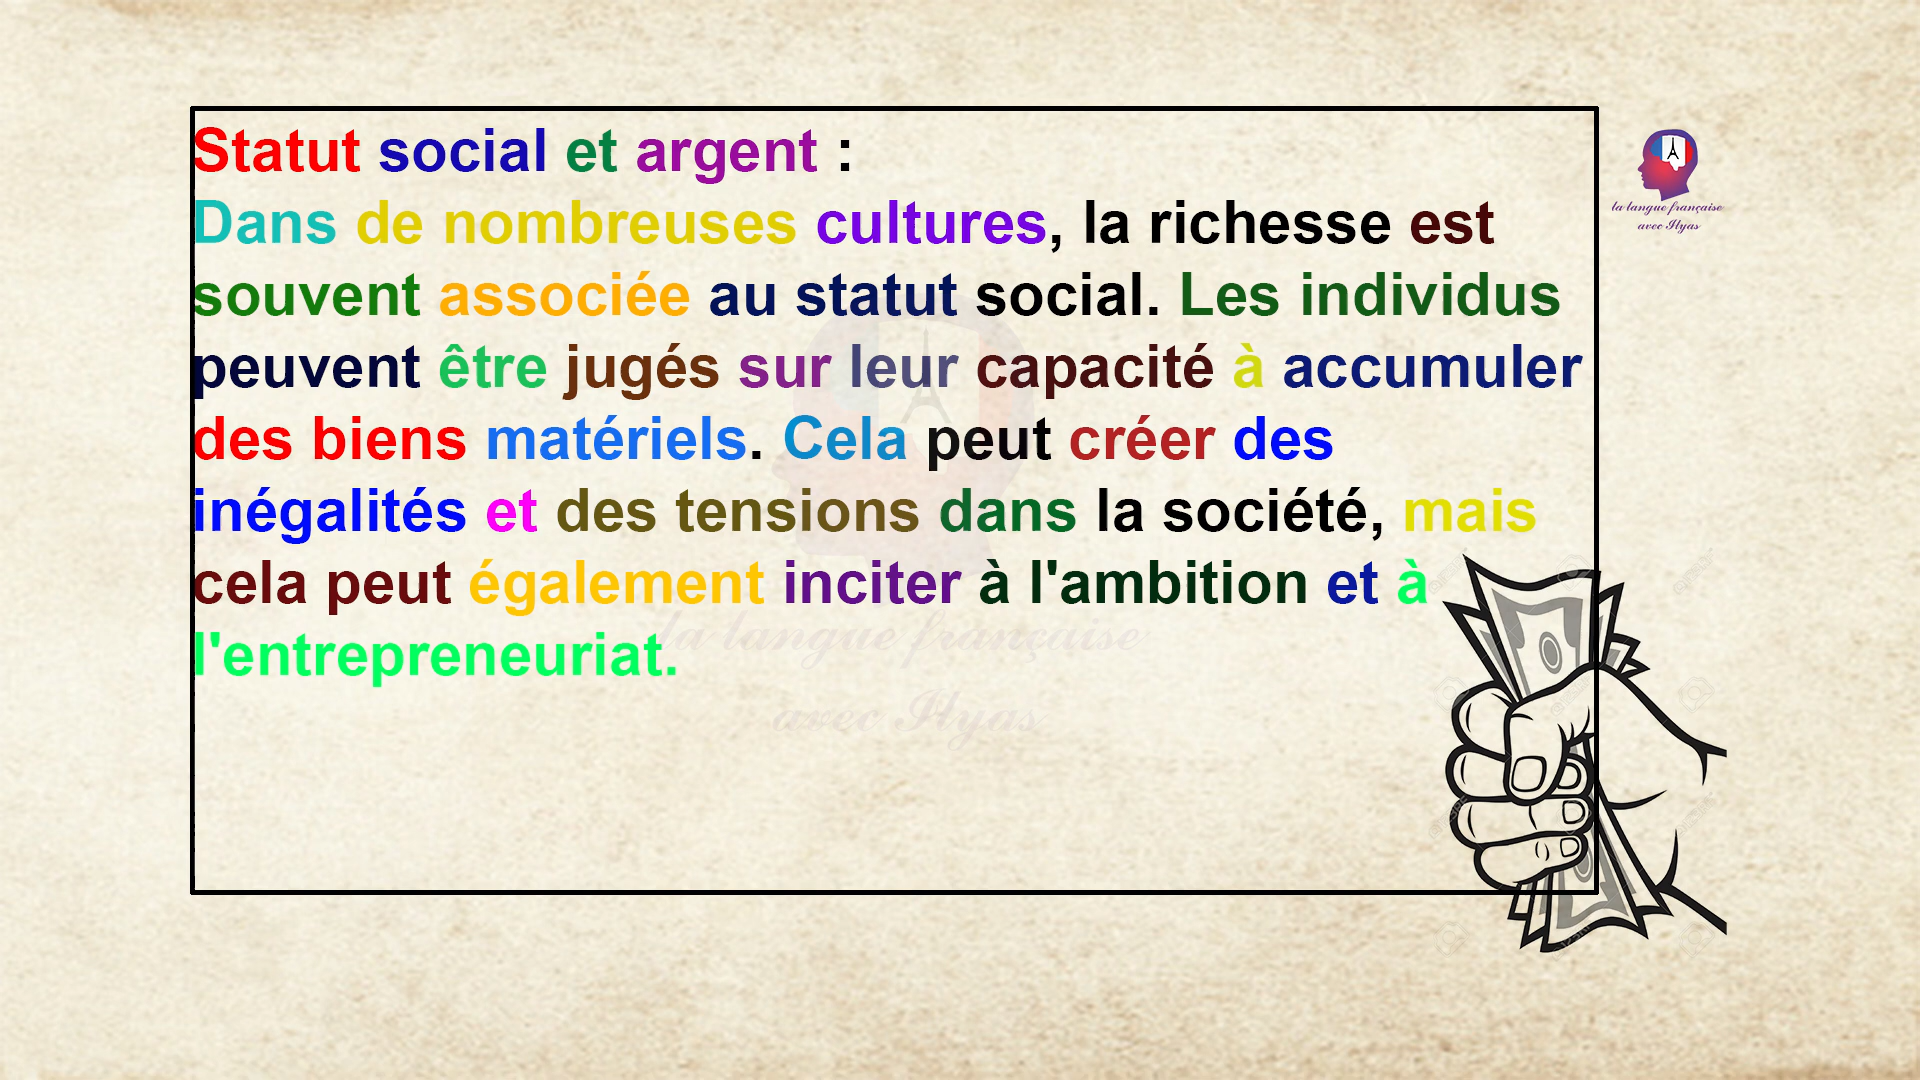 Statut social et argent :
Dans de nombreuses cultures, la richesse est
souvent associée au statut social. Les individus
peuvent être jugés sur leur capacité à accumuler
des biens matériels. Cela peut créer des
inégalités et des tensions dans la société, mais
cela peut également inciter à l'ambition et à
l'entrepreneuriat.
la langue française
avec Ilyas
la langue française
avec Ilyas